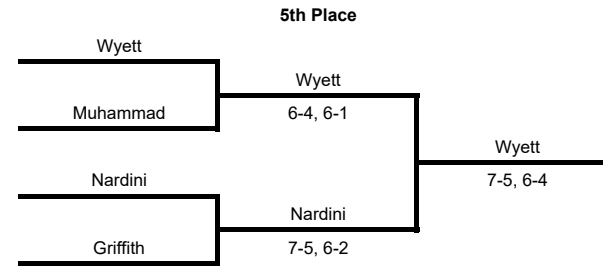 5th Place
Wyett
Wyett
Muhammad
6-4, 6-1
Wyett
Nardini
7-5, 6-4
Nardini
Griffith
7-5, 6-2